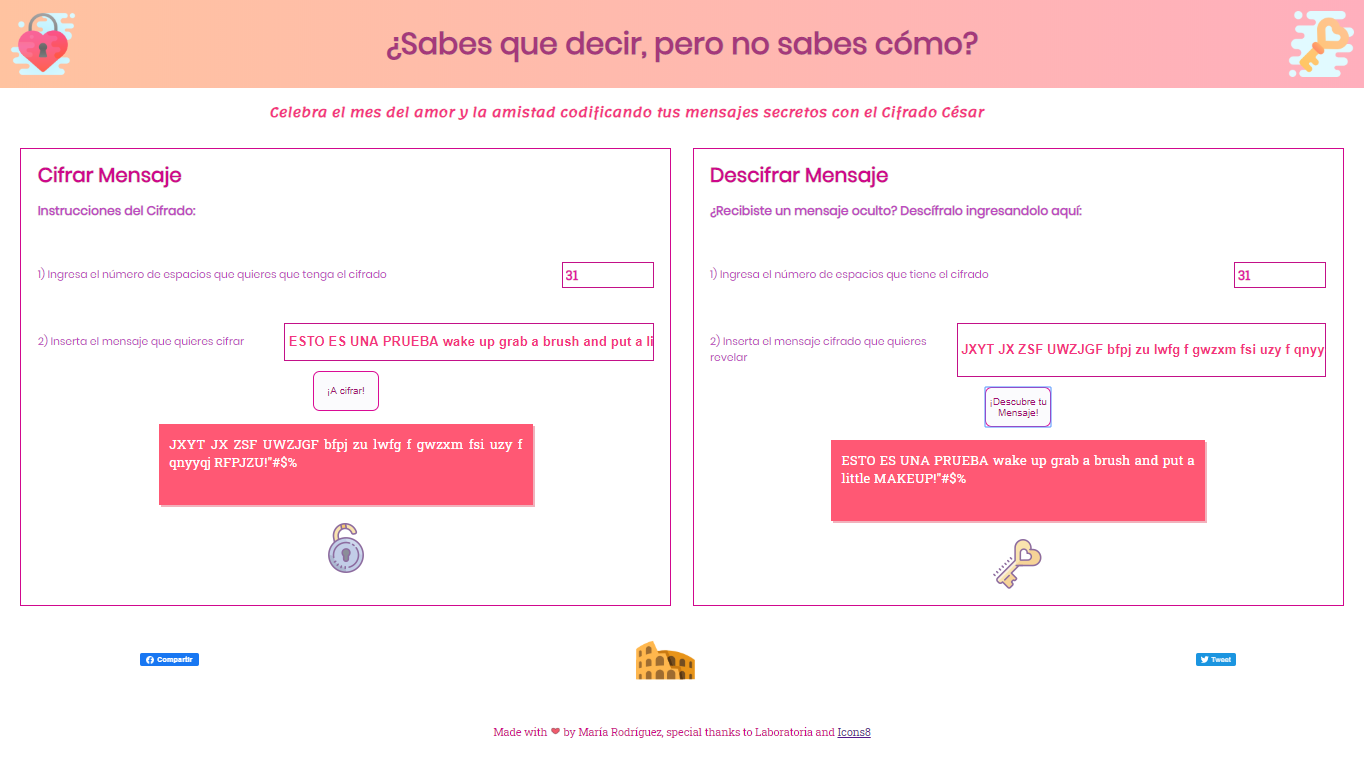 ¿Sabes que decir, pero no sabes cómo?
Celebra el mes del amor y la amistad codificando tus mensajes secretos con el Cifrado César
Cifrar Mensaje
Instrucciones del Cifrado:
1) Ingresa el número de espacios que quieres que tenga el cifrado
31
2) Inserta el mensaje que quieres cifrar
ESTO ES UNA PRUEBA wake up grab a brush and put a li
¡A cifrar!
JXYT JX ZSF UWZJGF bfpj zu lwfg f gwzxm fsi uzy f
qnyyqj RFPJZU!"#$%
Descifrar Mensaje
¿Recibiste un mensaje oculto? Descífralo ingresandolo aquí:
1) Ingresa el número de espacios que tiene el cifrado
31
2) Inserta el mensaje cifrado que quieres
revelar
JXYT JX ZSF UWZJGF bfpj zu lwfg f gwzxm fsi uzy f qnyy
¡Descubre tu
Mensaje!
ESTO ES UNA PRUEBA wake up grab a brush and put a
little MAKEUP!"#$%
Compartir
Tweet
Made with ❤ by María Rodríguez, special thanks to Laboratoria and Icons8